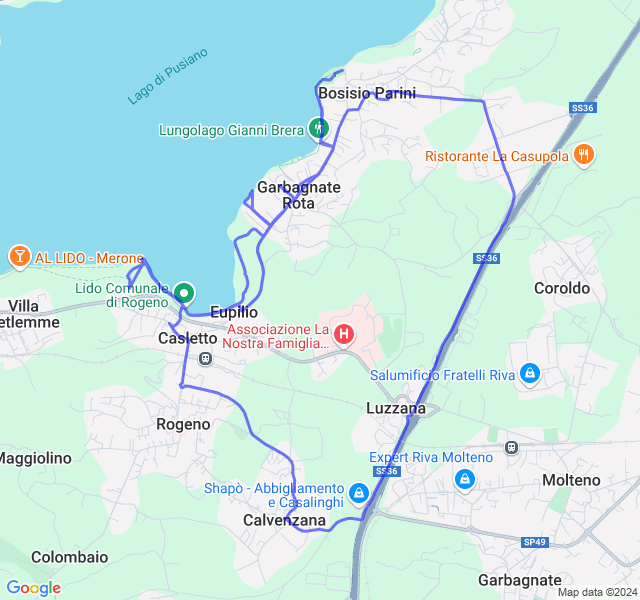 Lago di Pusiano
Bosisio Parini
SS36
Lungolago Gianni Brera
Ristorante La Casupola
Garbagnate
Rota
AL LIDO - Merone
SS36
Lido Comunale
di Rogeno
Coroldo
Villa
etlemme
Eupilio
Associazione La
Nostra Famiglia...
Casletto
Salumificio Fratelli Riva
Luzzana
Rogeno
Maggiolino
Expert Riva Molteno
SS36
Molteno
Shapò - Abbigliamento
e Casalinghi
Calvenzana
SP49
Colombaio
Garbagnate
Google
Map data ©2024